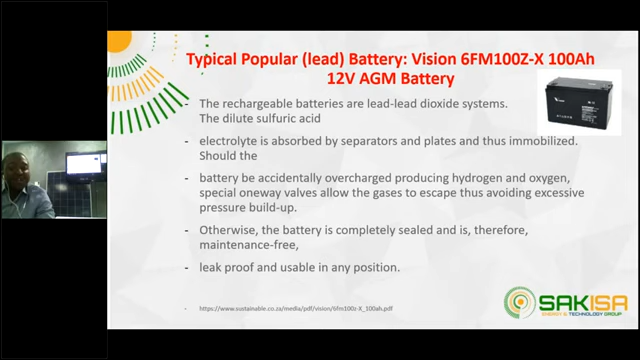 Typical Popular (lead) Battery: Vision 6FM100Z-X 100Ah
12V AGM Battery
- The rechargeable batteries are lead-lead dioxide systems.
The dilute sulfuric acid
- electrolyte is absorbed by separators and plates and thus immobilized.
Should the
- battery be accidentally overcharged producing hydrogen and oxygen,
special oneway valves allow the gases to escape thus avoiding excessive
pressure build-up.
- Otherwise, the battery is completely sealed and is, therefore,
maintenance-free,
- leak proof and usable in any position.
- https://www.sustainable.co.za/media/pdf/vision/6fm100z-X_100ah.pdf
SAKISA
ENERGY & TECHNOLOGY GROUP